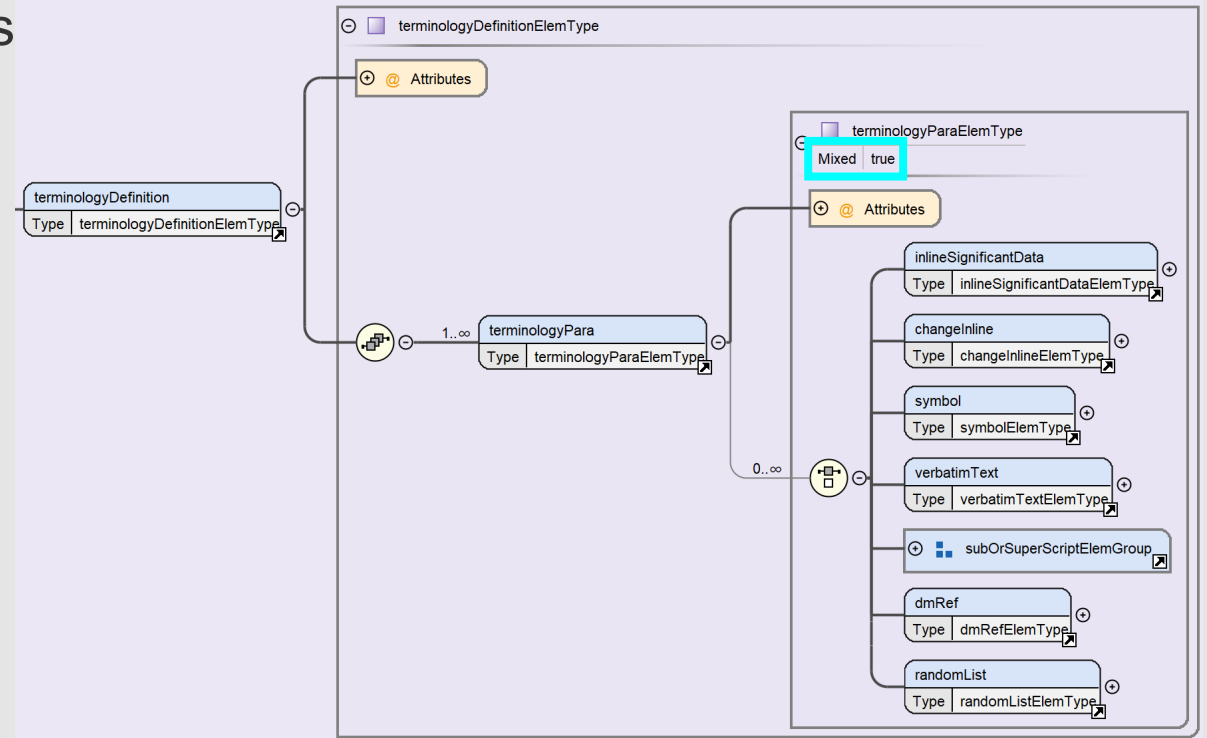 s
terminologyDefinitionElemType
@ Attributes
terminologyParaElemType
Mixed true
terminologyDefinition
Type terminologyDefinitionElemType
@ Attributes
inlineSignificantData
Type inlineSignificantDataElemType
1..∞
terminologyPara
Type terminologyParaElemType
changeInline
Type changeInlineElemType
symbol
Type symbolElemType
0..∞
verbatimText
Type verbatimTextElemType
subOrSuperScriptElemGroup
dmRef
Type dmRefElemType
randomList
Type randomListElemType